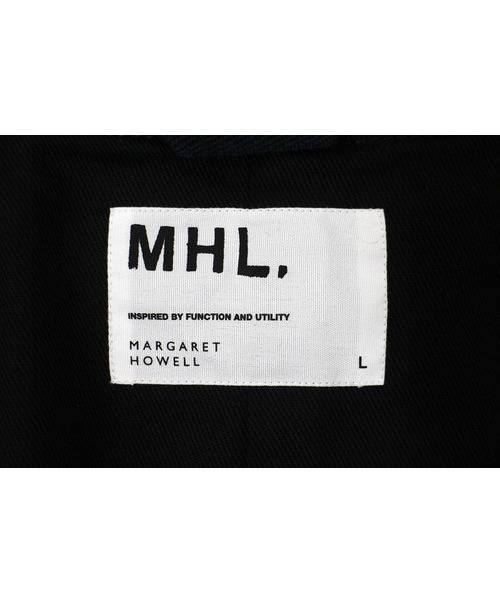 MHL.
INSPIRED BY FUNCTION AND UTILITY
MARGARET
HOWELL
L